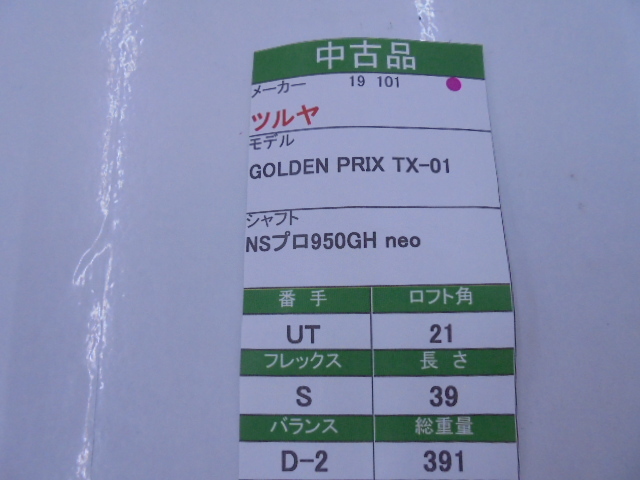 中古品
メーカー 19 101
ツルヤ
モデル
GOLDEN PRIX TX-01
シャフト
NSプロ950GH neo
番手 ロフト角
UT 21
フレックス 長さ
S 39
バランス 総重量
D-2 391